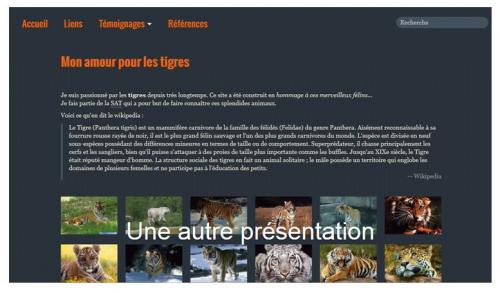 Accueil Liens Témoignages Références Recherche
Mon amour pour les tigres
Je suis passionné par les tigres depuis très longtemps. Ce site a été construit en hommage à ces merveilleux félins...
Je fais partie de la SAT qui a pour but de faire connaître ces splendides animaux.
Voici ce qu'en dit le wikipedia :
Le Tigre (Panthera tigris) est un mammifère carnivore de la famille des félidés (Felidae) du genre Panthera. Aisément reconnaissable à sa
fourrure rousse rayée de noir, il est le plus grand félin sauvage et l'un des plus grands carnivores du monde. L'espèce est divisée en neuf
sous-espèces possédant des différences mineures en termes de taille ou de comportement. Superprédateur, il chasse principalement les
cerfs et les sangliers, bien qu'il puisse s'attaquer à des proies de taille plus importante comme les buffles. Jusqu'au XIXe siècle, le Tigre
était réputé mangeur d'homme. La structure sociale des tigres en fait un animal solitaire ; le mâle possède un territoire qui englobe les
domaines de plusieurs femelles et ne participe pas à l'éducation des petits.
— Wikipedia
Une autre présentation